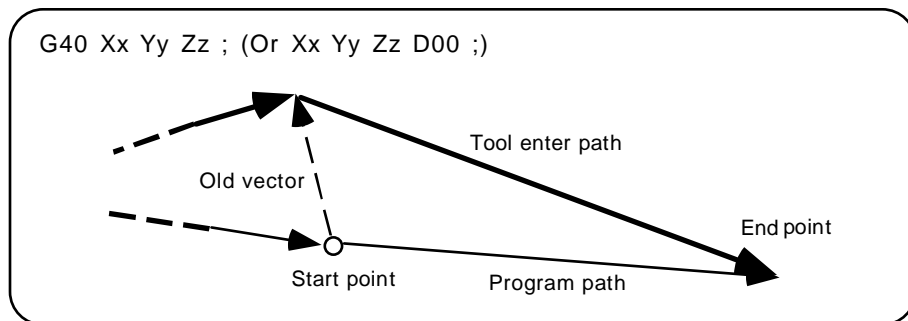 G40 Xx Yy Zz ; (Or Xx Yy Zz D00 ;)
Tool enter path
Old vector
End point
Start point
Program path